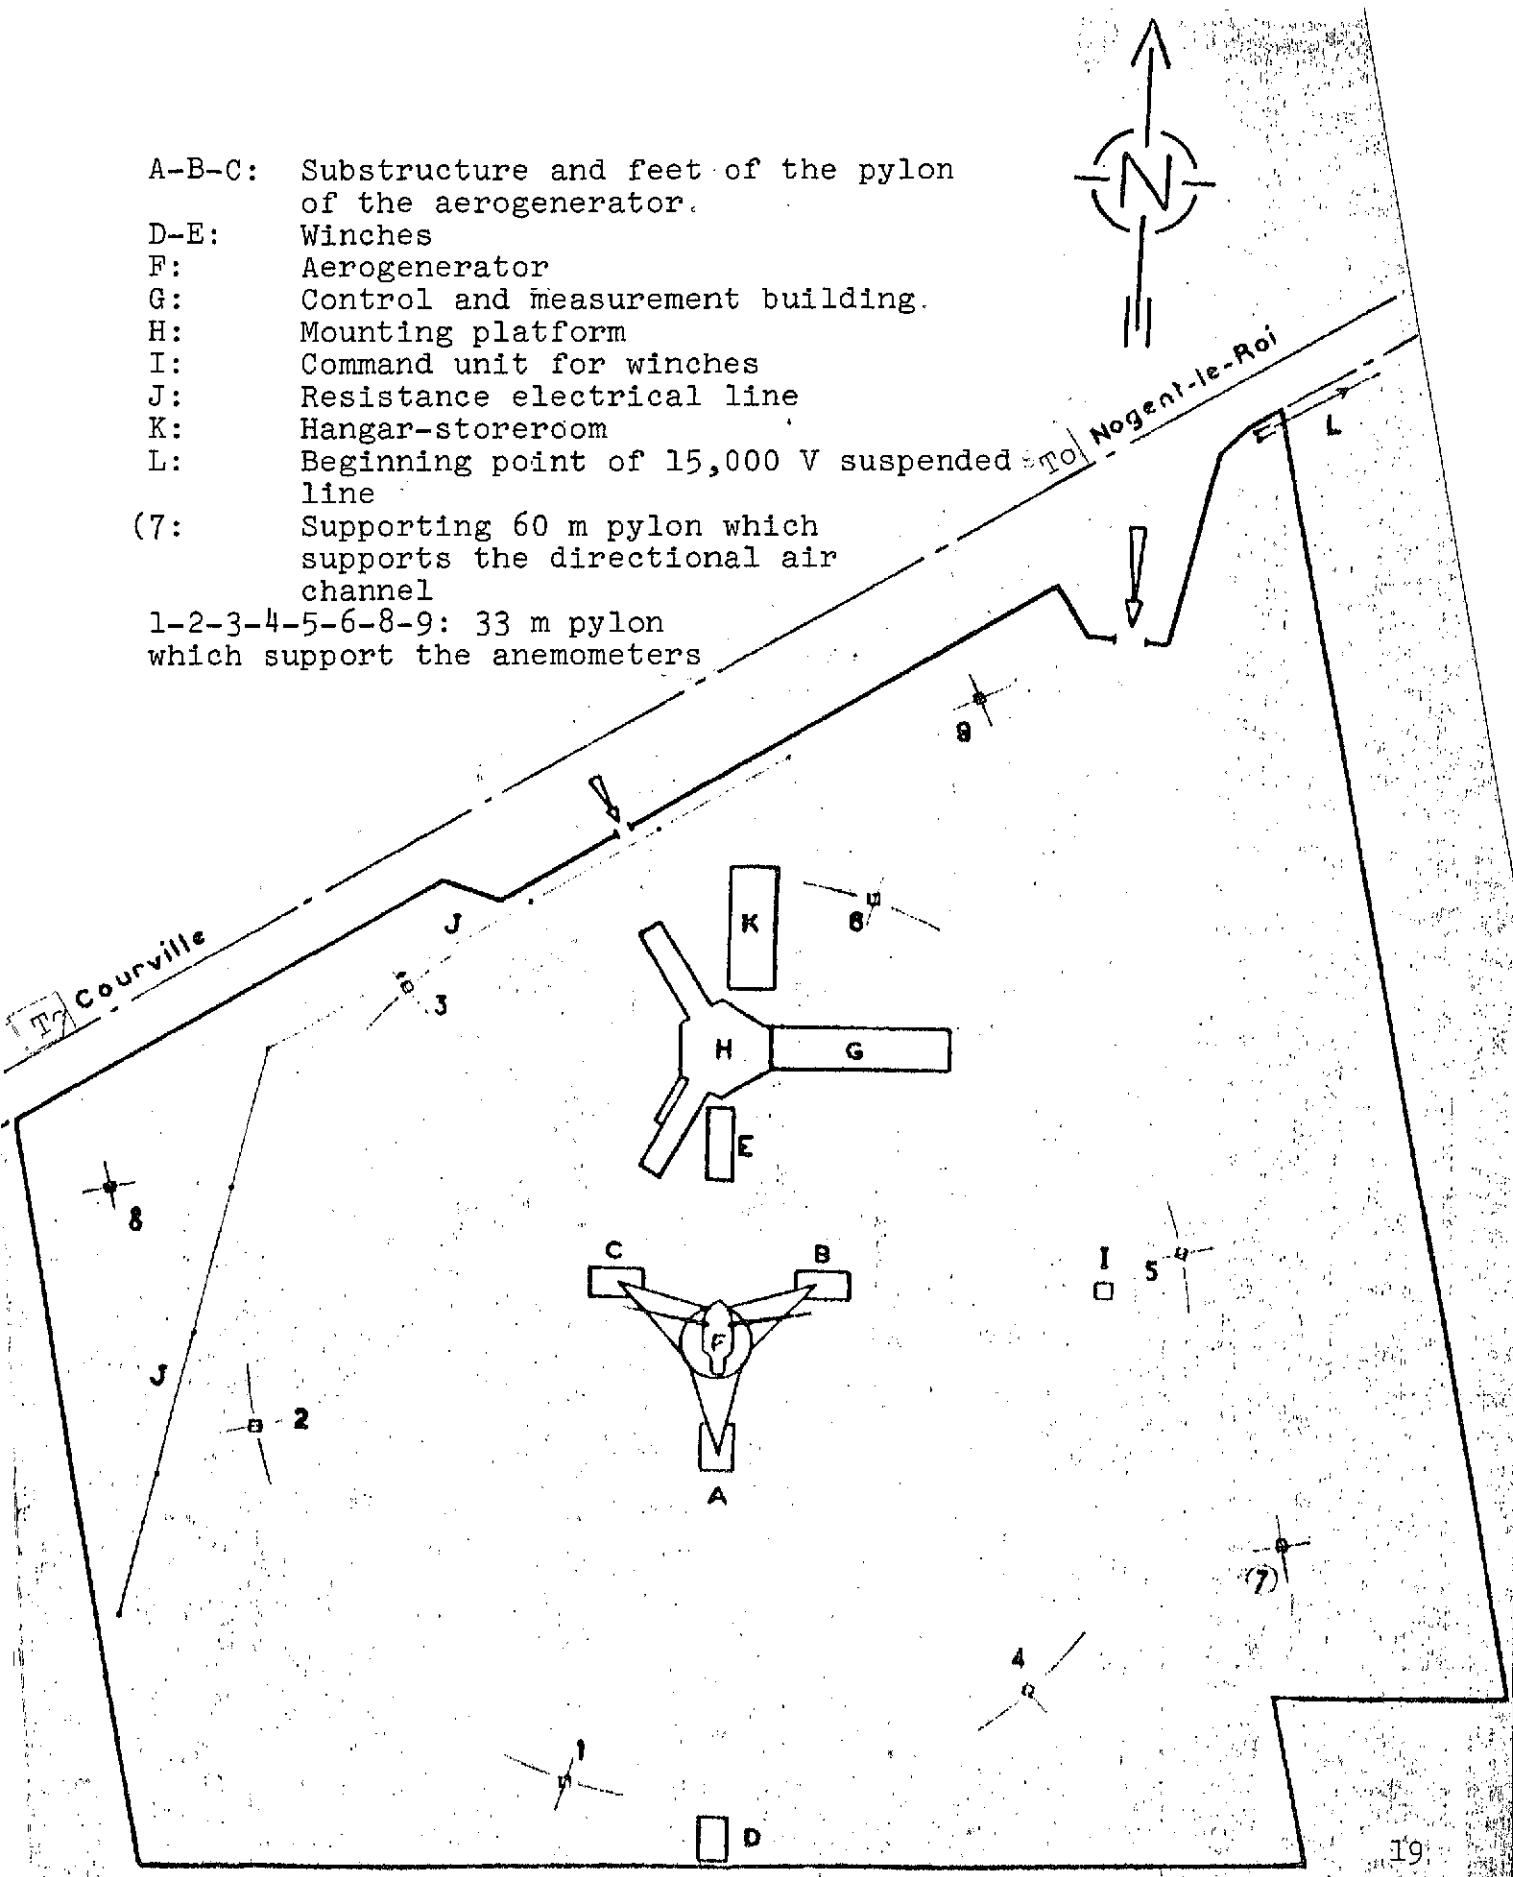 N
A-B-C: Substructure and feet of the pylon
of the aerogenerator.
D-E: Winches
F: Aerogenerator
G: Control and measurement building.
H: Mounting platform
I: Command unit for winches
J: Resistance electrical line
K: Hangar-storeroom
L: Beginning point of 15,000 V suspended
line
(7: Supporting 60 m pylon which
supports the directional air
channel
1-2-3-4-5-6-8-9: 33 m pylon
which support the anemometers
To Nogent-le-Roi
L
9
K
6
J
Courville
3
H
G
E
8
C
B
I
5
F
J
2
A
(7)
4
1
D
19